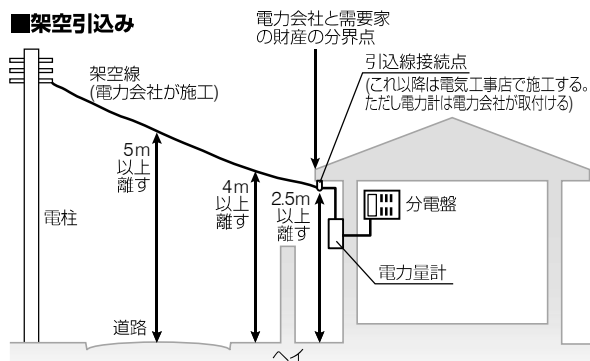 ■架空引込み
電力会社と需要家
の財産の分界点
架空線
(電力会社が施工)
引込線接続点
(これ以降は電気工事店で施工する。
ただし電力計は電力会社が取付ける)
5m
以上
離す
4m
以上
離す
2.5m
以上
離す
分電盤
電柱
電力量計
道路
ヘイ